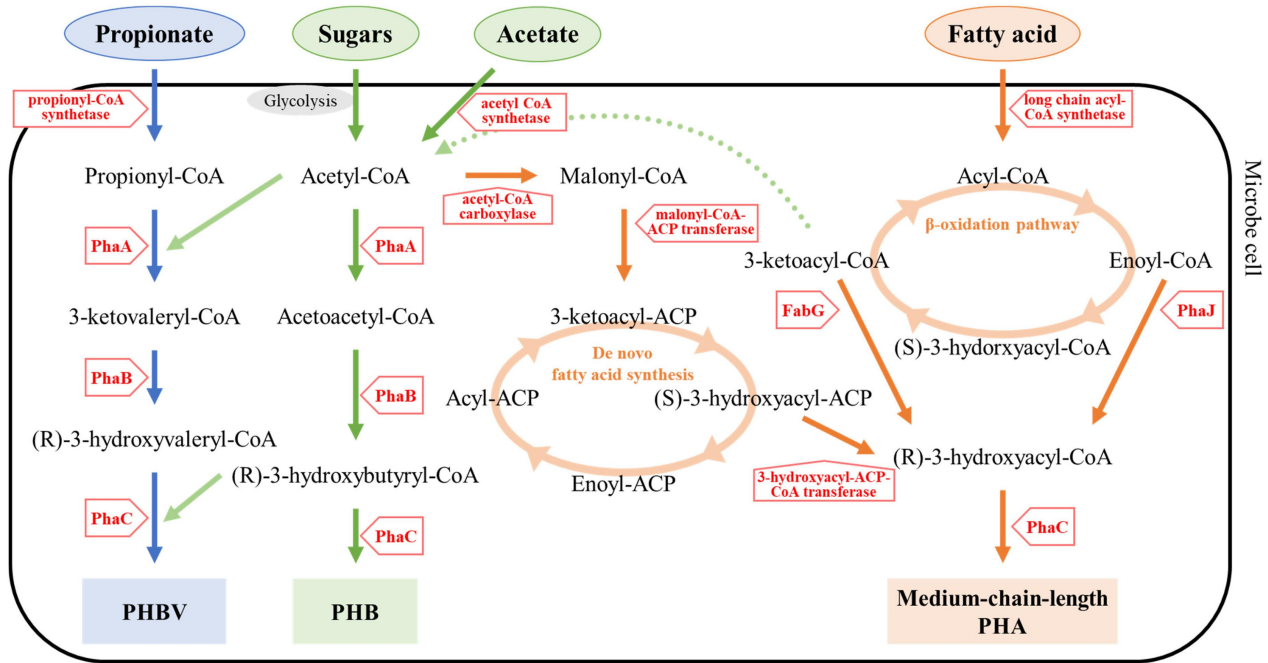 Propionate
Sugars
Acetate
Fatty acid
propionyl-CoA
synthetase
Glycolysis
acetyl CoA
synthetase
long chain acyl-
CoA synthetase
Microbe cell
Propionyl-CoA
Acetyl-CoA
Malonyl-CoA
Acyl-CoA
acetyl-CoA
carboxylase
malonyl-CoA-
ACP transferase
β-oxidation pathway
PhaA
PhaA
3-ketoacyl-CoA
Enoyl-CoA
FabG
PhaJ
3-ketovaleryl-CoA
Acetoacetyl-CoA
3-ketoacyl-ACP
(S)-3-hydorxyacyl-CoA
De novo
fatty acid synthesis
PhaB
PhaB
Acyl-ACP
(S)-3-hydroxyacyl-ACP
(R)-3-hydroxyvaleryl-CoA
(R)-3-hydroxybutyryl-CoA
Enoyl-ACP
(R)-3-hydroxyacyl-CoA
3-hydroxyacyl-ACP-
CoA transferase
PhaC
PhaC
PhaC
PHBV
PHB
Medium-chain-length
PHA